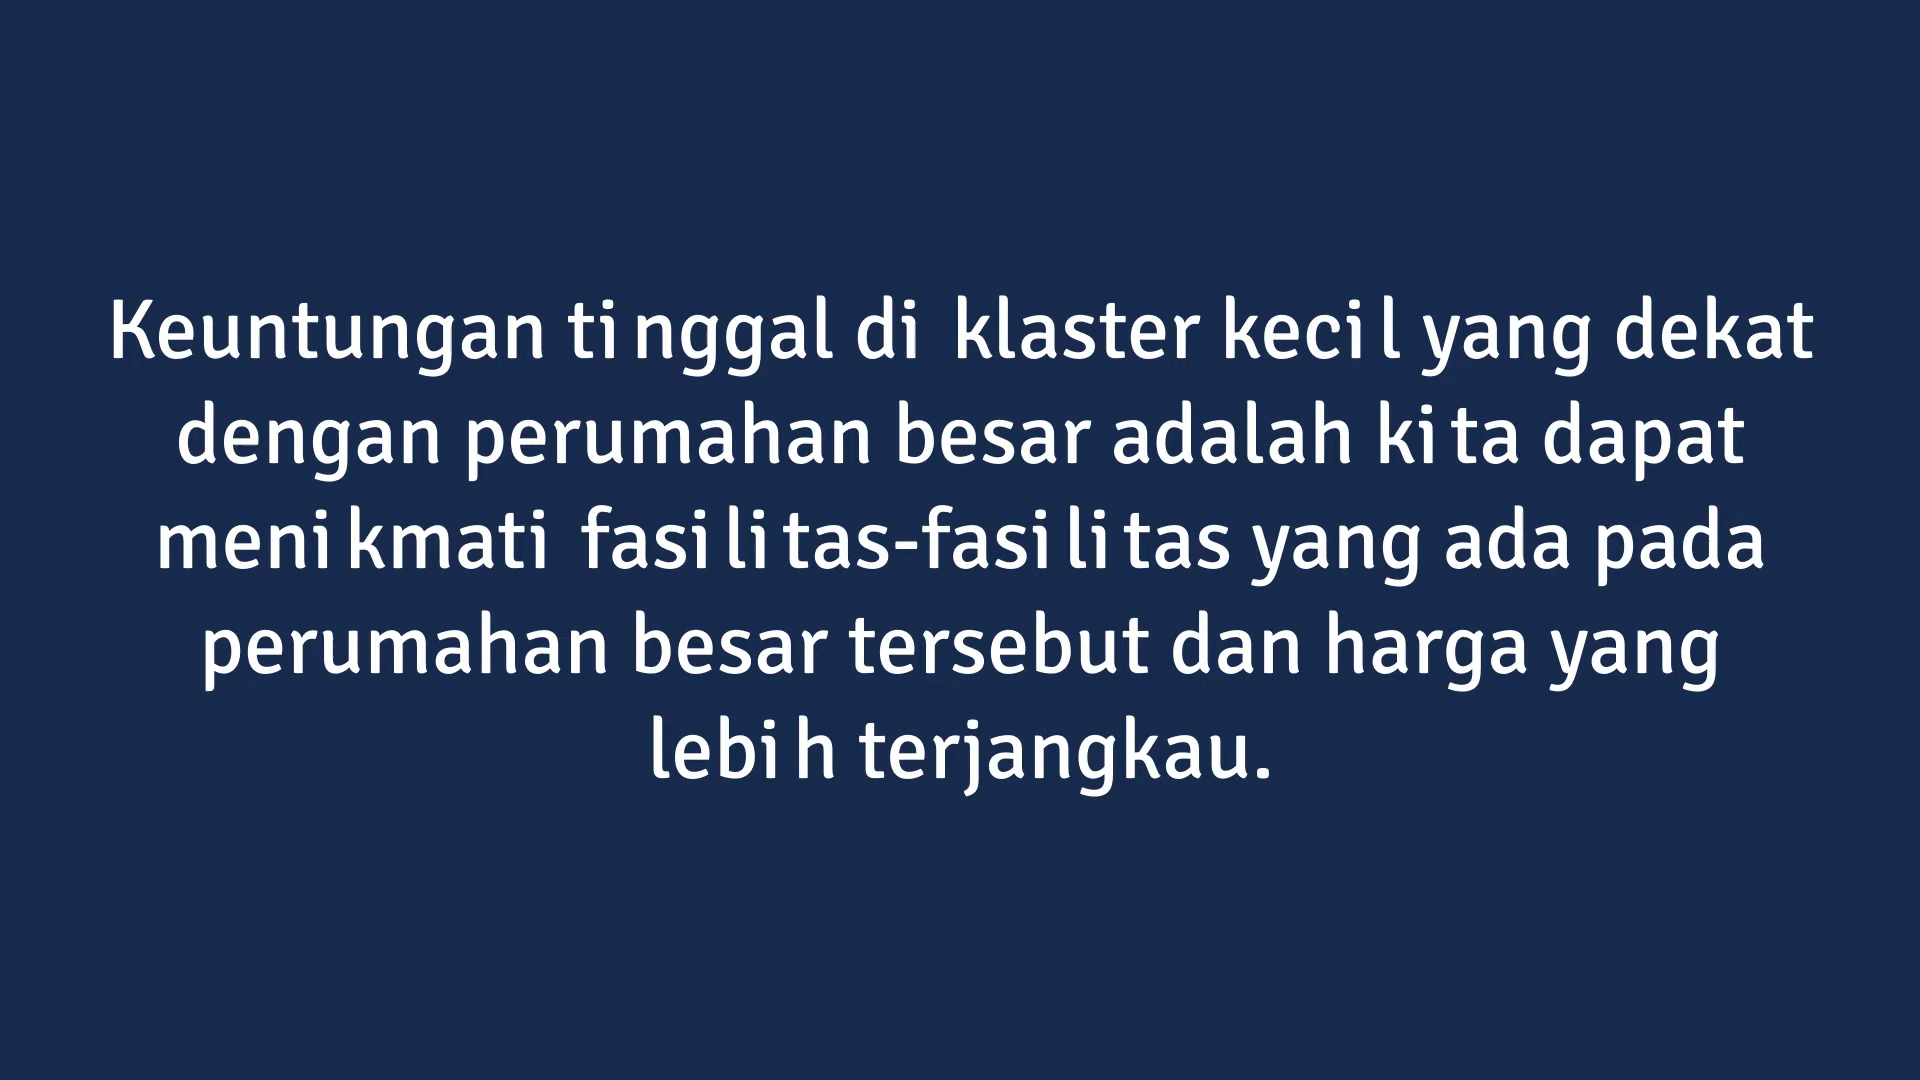 Keuntungan tinggal di klaster kecil yang dekat
dengan perumahan besar adalah kita dapat
menikmati fasilitas-fasilitas yang ada pada
perumahan besar tersebut dan harga yang
lebih terjangkau.